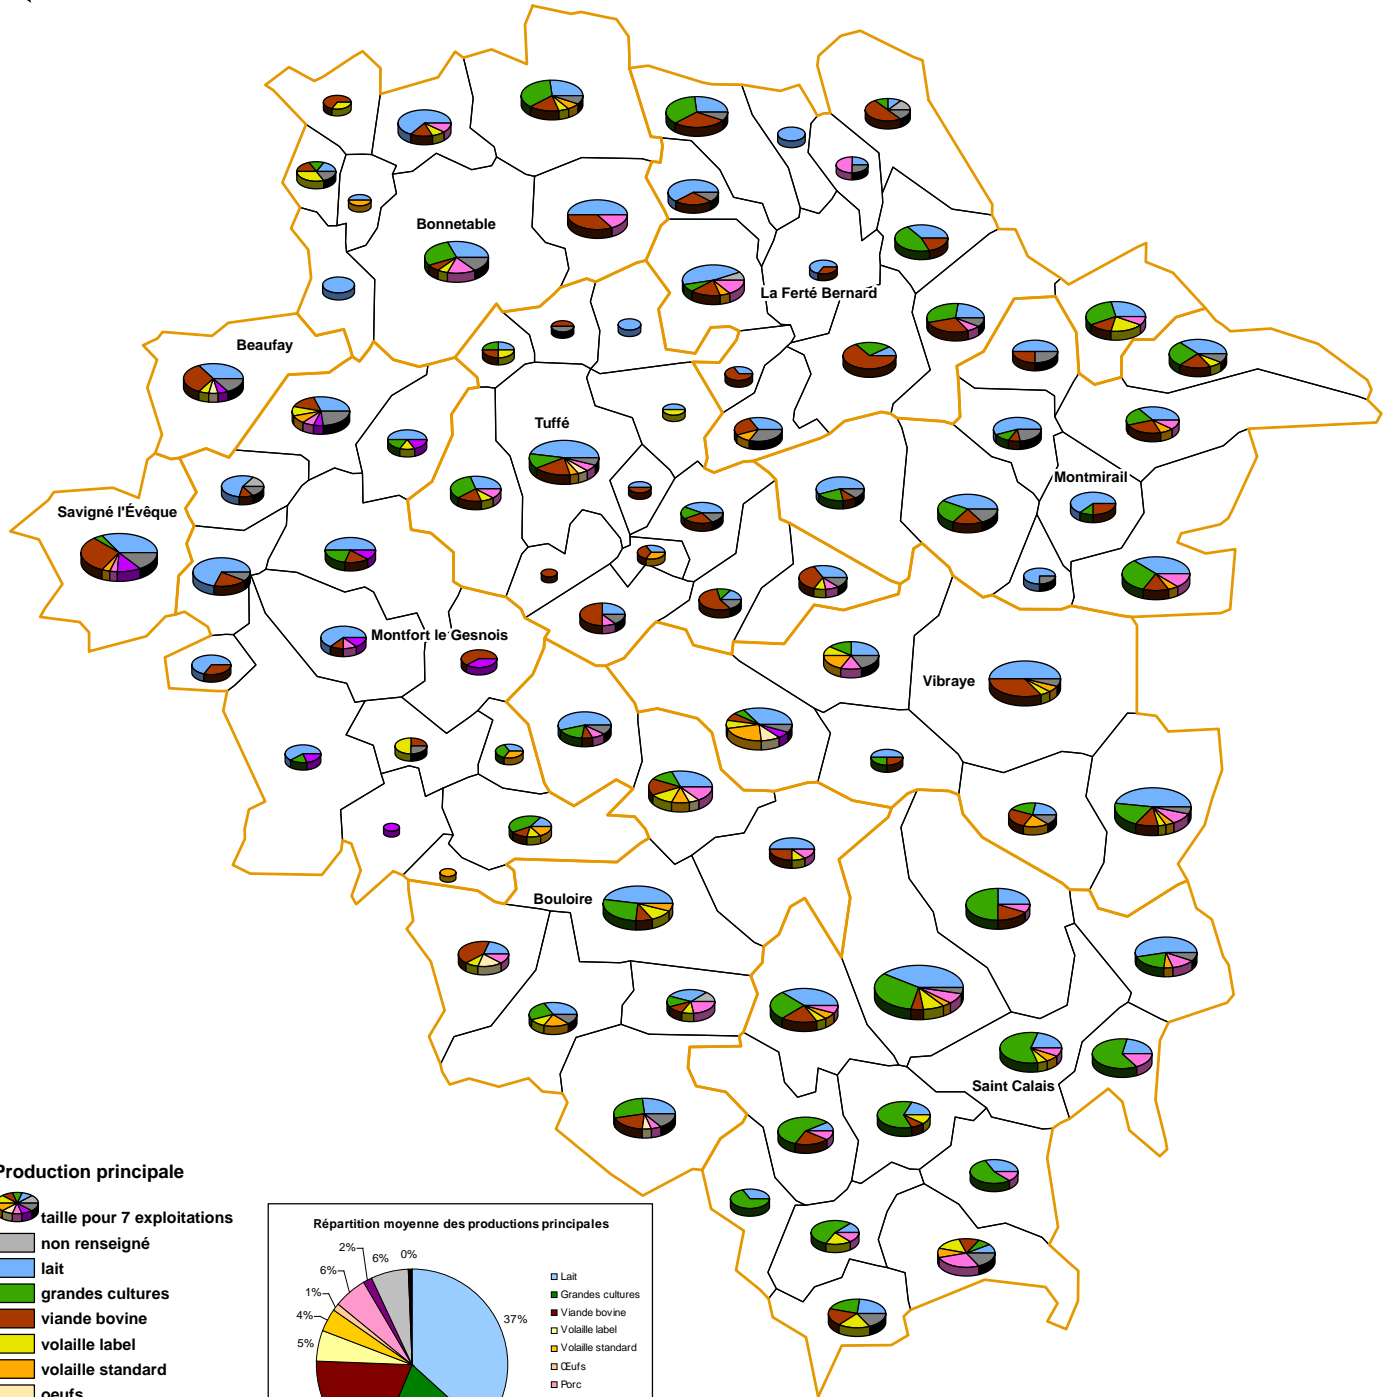 Bonnetable
La Ferté Bernard
Beaufay
Tuffé
Montmirail
Savigné l'Évêque
Montfort le Gesnois
Vibraye
Bouloire
Saint Calais
Production principale
taille pour 7 exploitations
non renseigné
lait
grandes cultures
viande bovine
volaille label
volaille standard
oeufs
Répartition moyenne des productions principales
2%
6%
0%
6%
1%
4%
5%
37%
Lait
Grandes cultures
Viande bovine
Volaille label
Volaille standard
Œufs
Porc